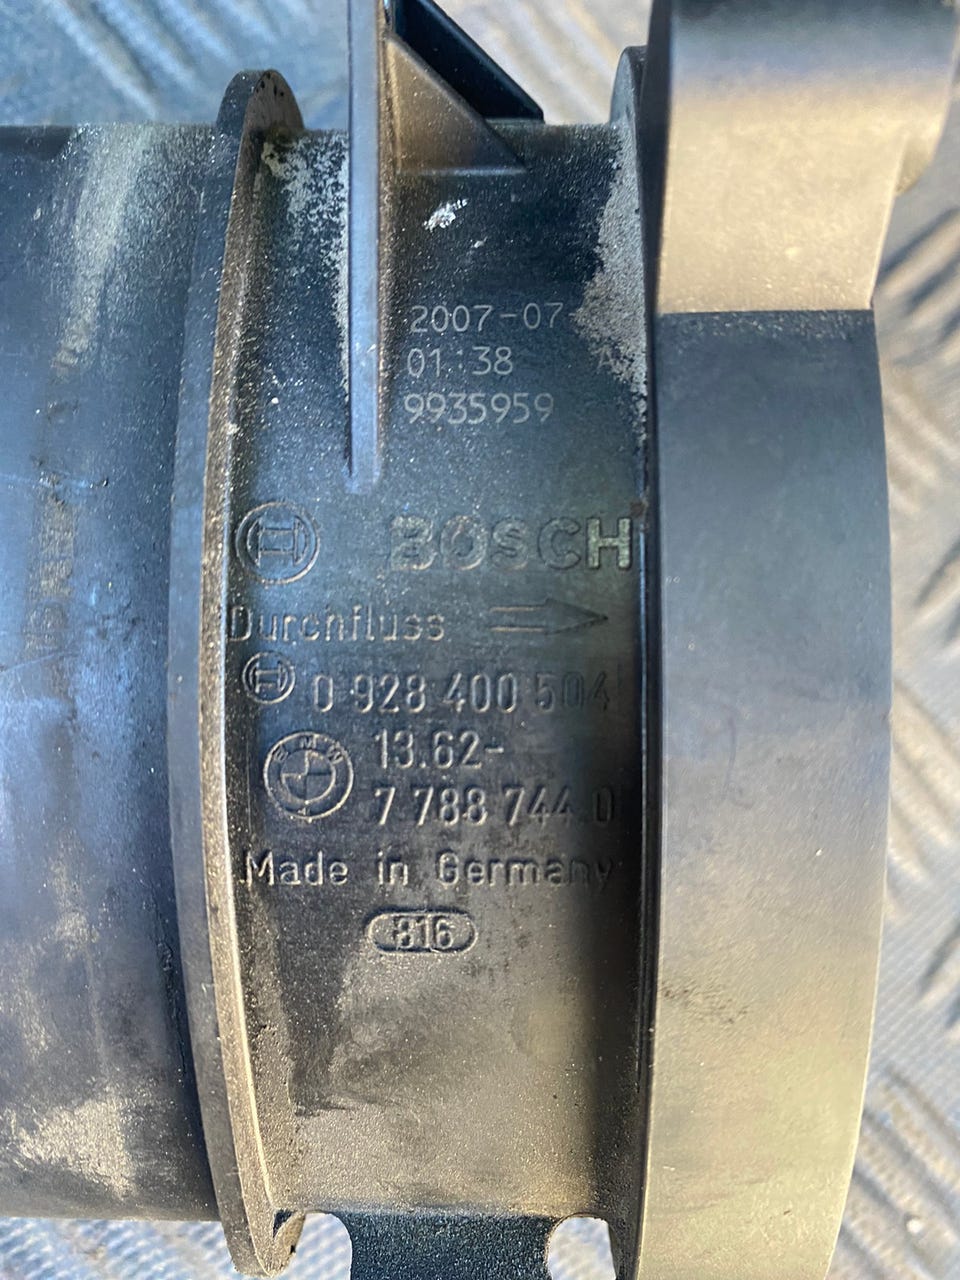 2007-07-
01:38
9935959
BOSCH
Durchfluss
0 928 400 504
BMW
13.62-
7 788 744.0
Made in Germany
816